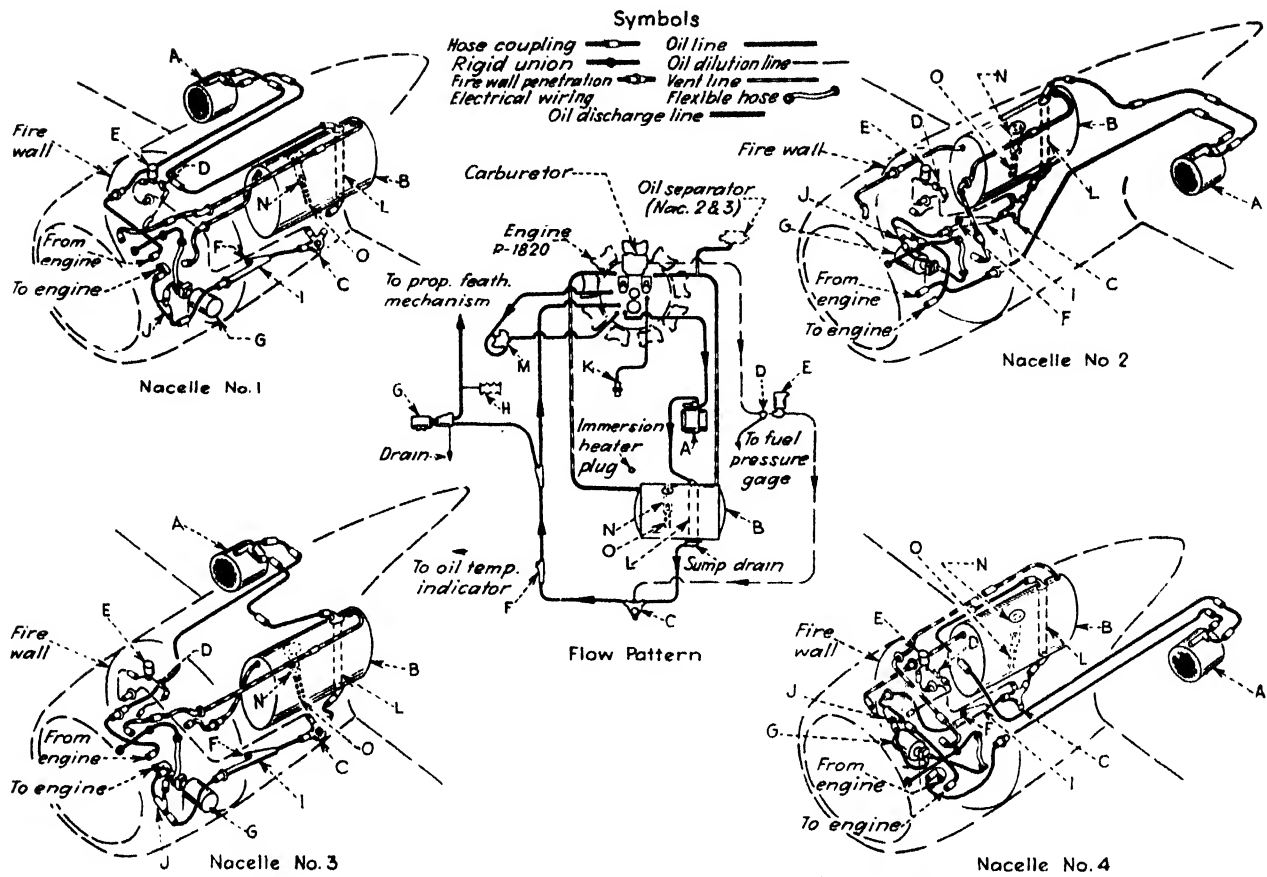 Symbols
Hose coupling
Oil line
Rigid union
Oil dilution line
Fire wall penetration
Vent line
Electrical wiring
Flexible hose
Oil discharge line
A
E
D
Fire
wall
B
N
L
F
O
From
engine
To engine
I
C
J
G
Nacelle No.1
O
N
D
E
B
Fire wall
J
L
A
G
From
engine
C
I
To engine
F
Nacelle No 2
Carburetor
Oil separator
(Nac. 2 & 3)
Engine
R-1820
To prop. feath.
mechanism
M
K
D
E
G
H
Immersion
heater
plug
A
To fuel
pressure
gage
Drain
N
B
O
L
Sump drain
To oil temp.
indicator
F
C
Flow Pattern
A
E
Fire
wall
D
B
N
L
From
engine
F
O
C
To engine
I
G
J
Nacelle No.3
O
N
E
Fire
wall
B
D
L
J
A
G
F
From
engine
C
I
To engine
Nacelle No.4